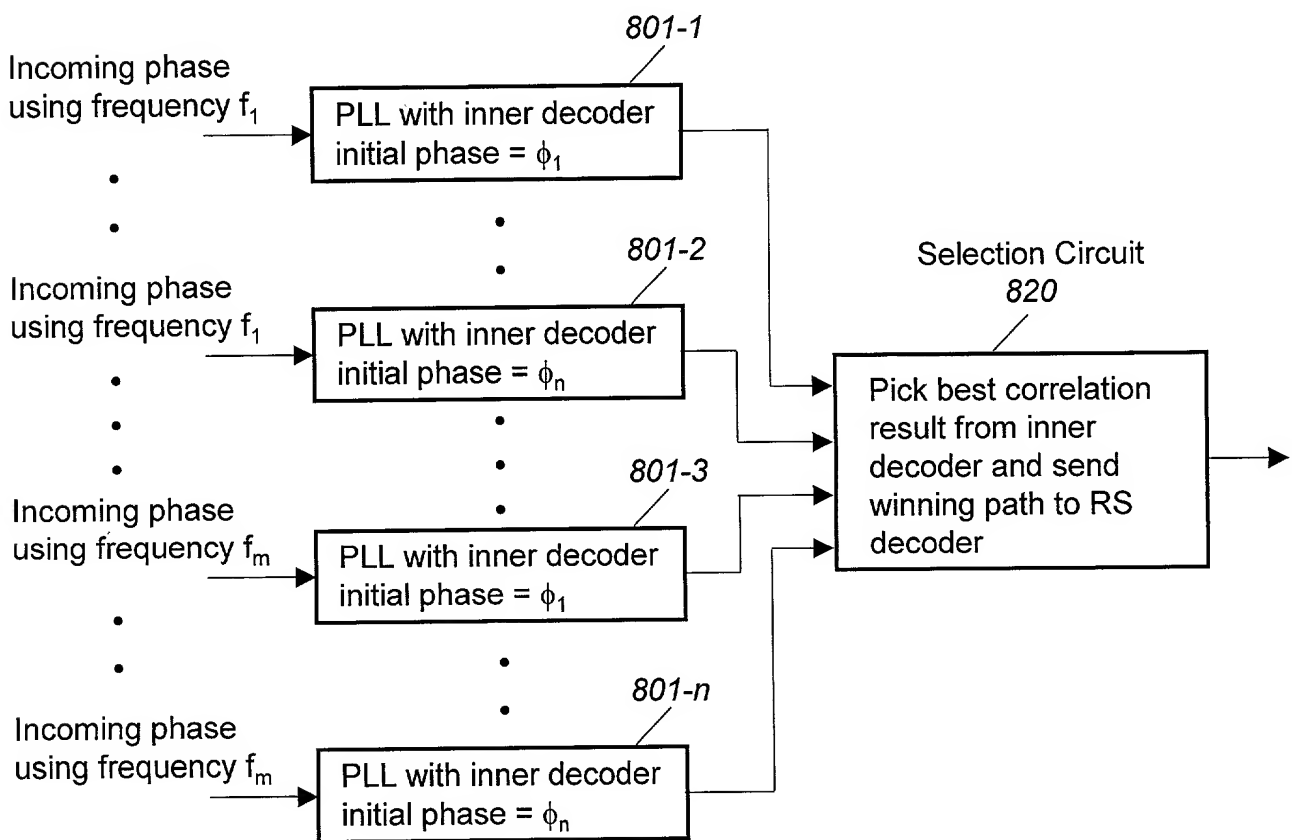 801-1
Incoming phase
using frequency f₁
PLL with inner decoder
initial phase = ϕ₁
801-2
Incoming phase
using frequency f₁
PLL with inner decoder
initial phase = ϕₙ
Selection Circuit
820
Pick best correlation
result from inner
decoder and send
winning path to RS
decoder
801-3
Incoming phase
using frequency fₘ
PLL with inner decoder
initial phase = ϕ₁
801-n
Incoming phase
using frequency fₘ
PLL with inner decoder
initial phase = ϕₙ